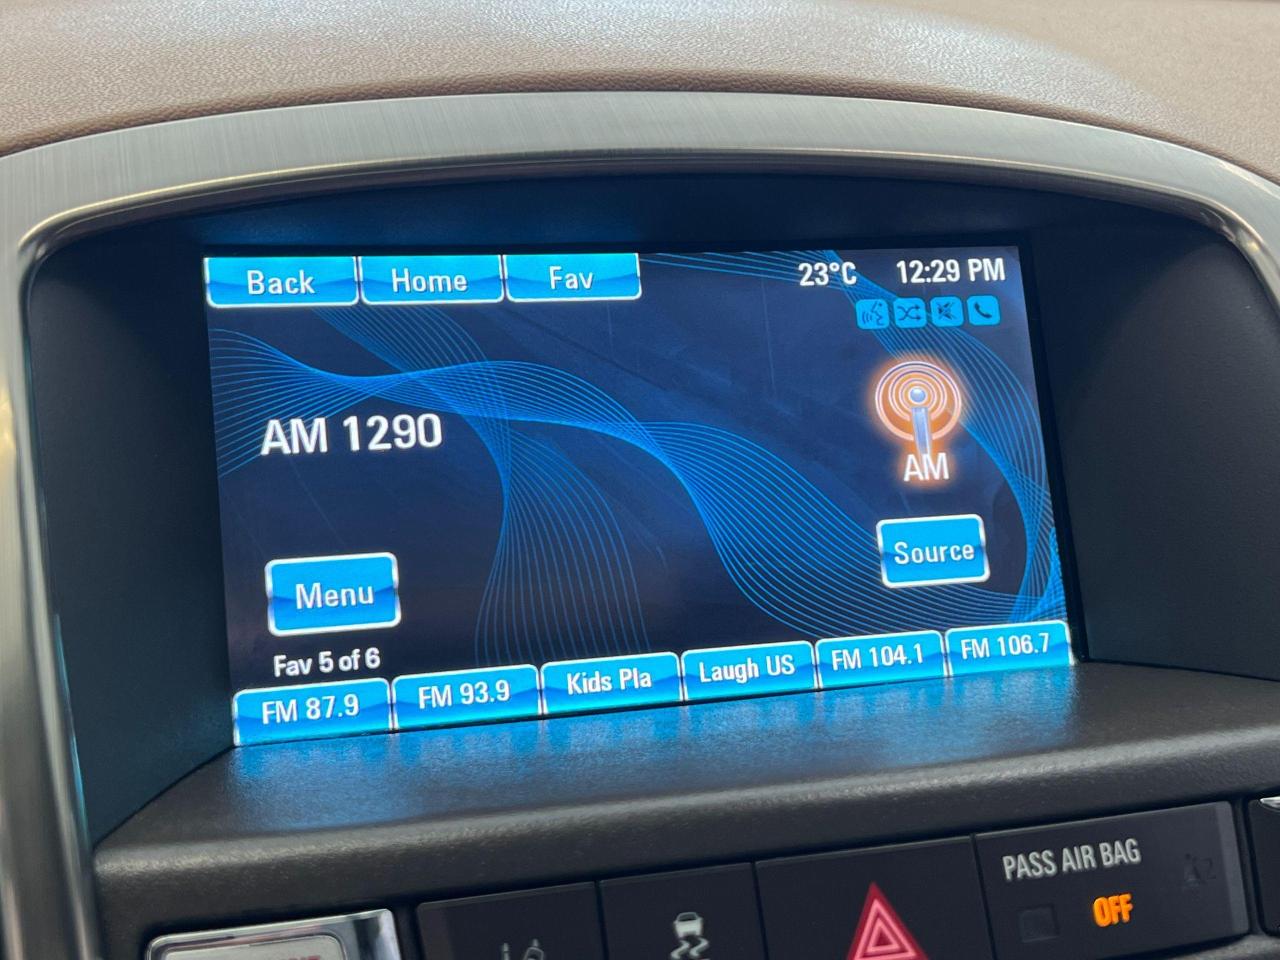 Back Home Fav 23°C 12:29 PM
AM 1290
AM
Source
Menu
Fav 5 of 6
FM 87.9 FM 93.9 Kids Pla Laugh US FM 104.1 FM 106.7
PASS AIR BAG
OFF